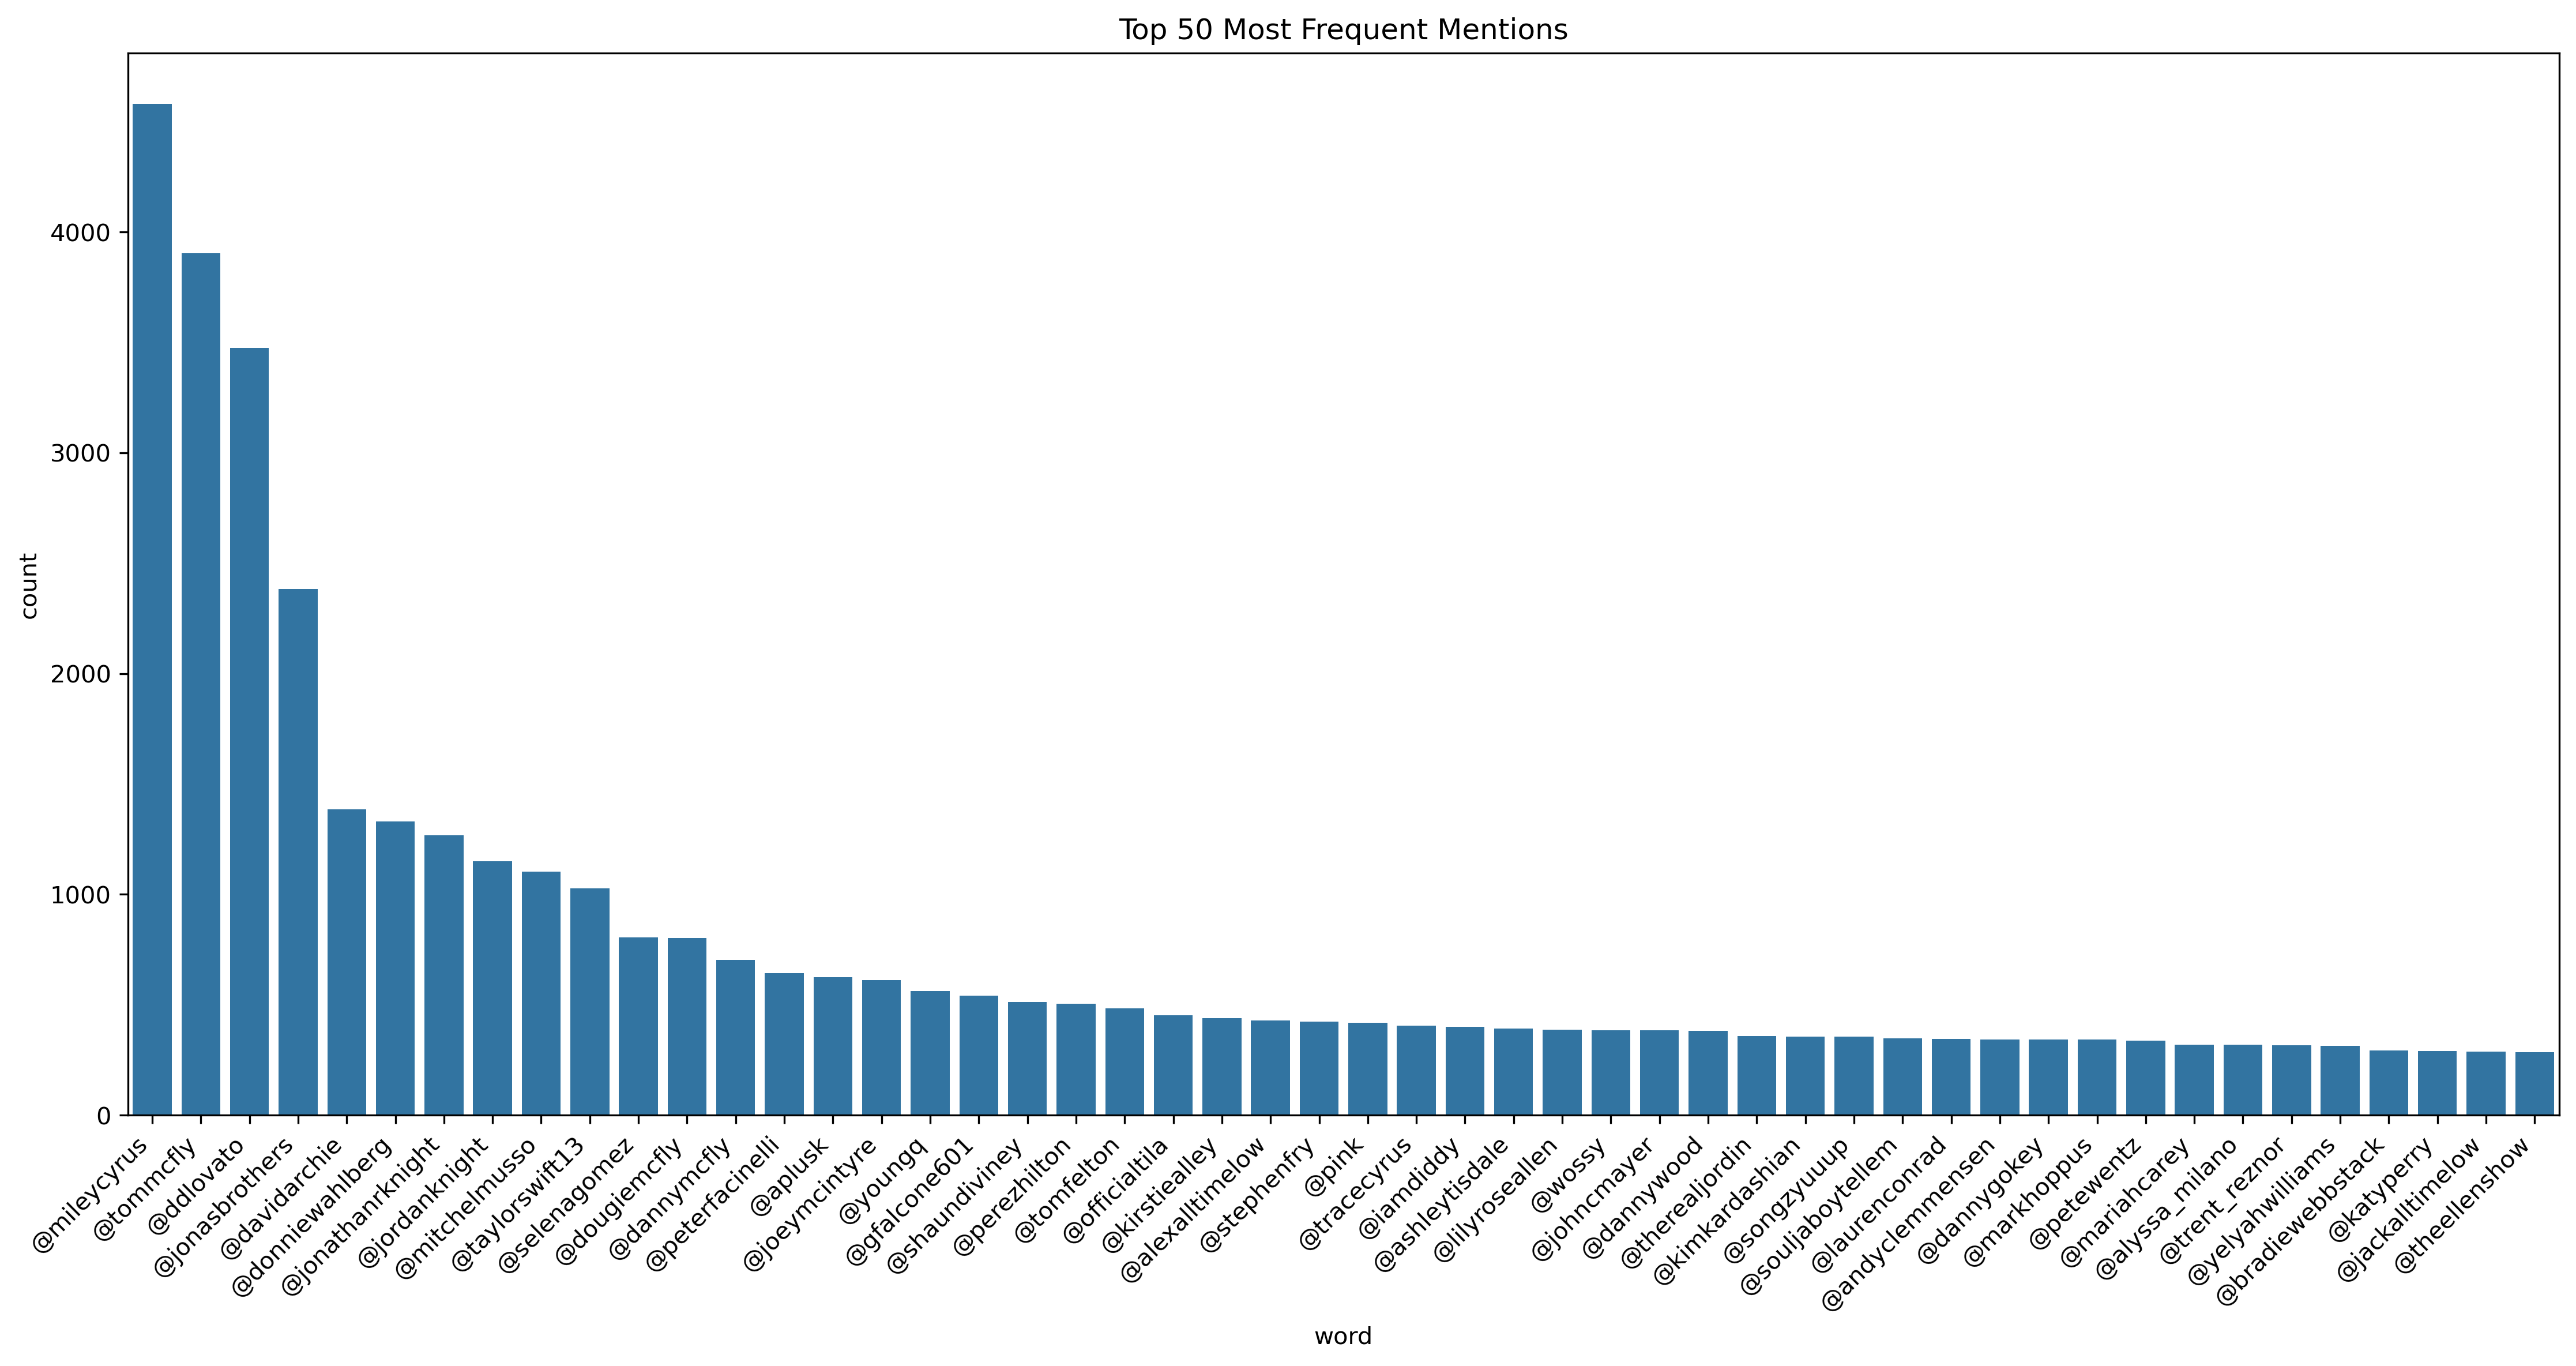 Top 50 Most Frequent Mentions
count
4000
3000
2000
1000
0
@mileycyrus
@tommcfly
@ddlovato
@jonasbrothers
@davidarchie
@donniewahlberg
@jonathanrknight
@jordanknight
@mitchelmusso
@taylorswift13
@selenagomez
@dougiemcfly
@dannymcfly
@peterfacinelli
@aplusk
@joeymcintyre
@youngq
@gfalcone601
@shaundiviney
@perezhilton
@tomfelton
@officialtila
@kirstiealley
@alexalltimelow
@stephenfry
@pink
@tracecyrus
@iamdiddy
@ashleytisdale
@lilyroseallen
@wossy
@johncmayer
@dannywood
@therealjordin
@kimkardashian
@songzyuuup
@souljaboytellem
@laurenconrad
@andyclemmensen
@dannygokey
@markhoppus
@petewentz
@mariahcarey
@alyssa_milano
@trent_reznor
@yelyahwilliams
@bradiewebbstack
@katyperry
@jackalltimelow
@theellenshow
word